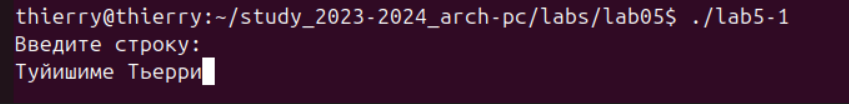 thierry@thierry:~/study_2023-2024_arch-pc/labs/lab05$ ./lab5-1
Введите строку:
Туйишиме Тьерри